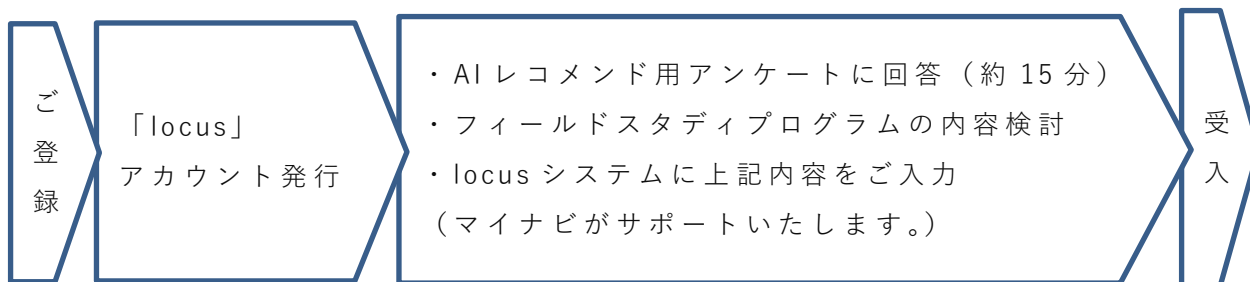 ご登録
「locus」
アカウント発行
・AIレコメンド用アンケートに回答（約15分）
・フィールドスタディプログラムの内容検討
・locusシステムに上記内容をご入力
（マイナビがサポートいたします。）
受入